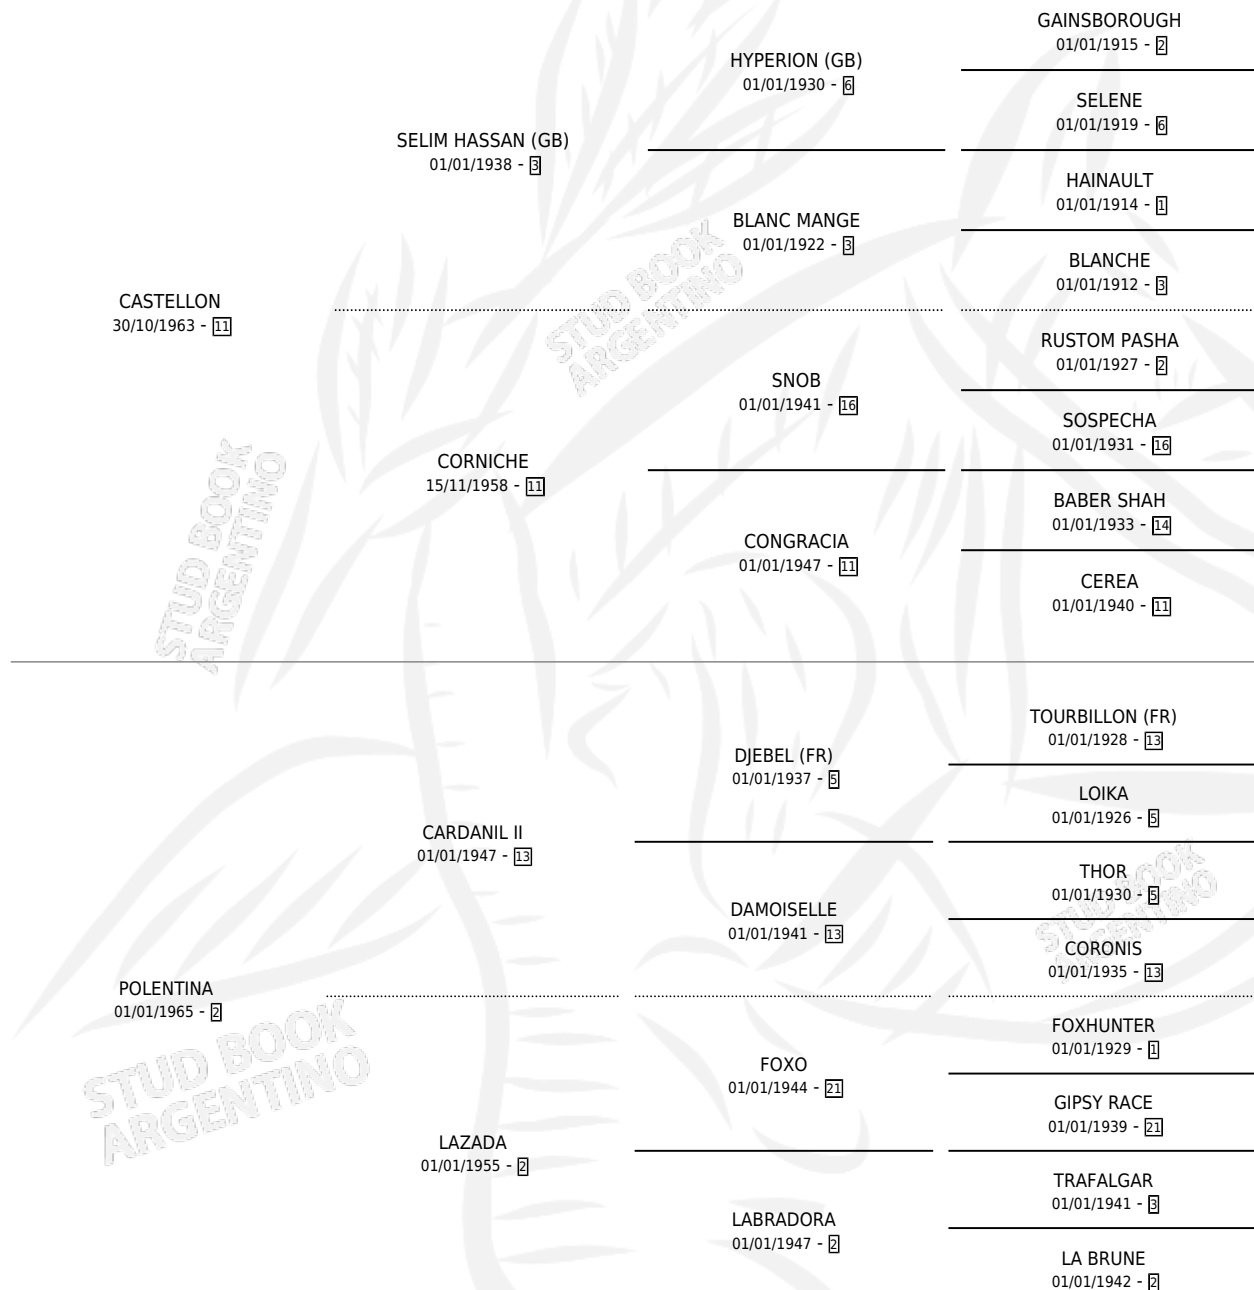 GAINSBOROUGH
01/01/1915 - 2
HYPERION (GB)
01/01/1930 - 6
SELENE
01/01/1919 - 6
SELIM HASSAN (GB)
01/01/1938 - 3
HAINAULT
01/01/1914 - 1
BLANC MANGE
01/01/1922 - 3
BLANCHE
01/01/1912 - 3
CASTELLON
30/10/1963 - 11
RUSTOM PASHA
01/01/1927 - 2
SNOB
01/01/1941 - 16
SOSPECHA
01/01/1931 - 16
CORNICHE
15/11/1958 - 11
BABER SHAH
01/01/1933 - 14
CONGRACIA
01/01/1947 - 11
CEREA
01/01/1940 - 11
TOURBILLON (FR)
01/01/1928 - 13
DJEBEL (FR)
01/01/1937 - 5
LOIKA
01/01/1926 - 5
CARDANIL II
01/01/1947 - 13
THOR
01/01/1930 - 5
DAMOISELLE
01/01/1941 - 13
CORONIS
01/01/1935 - 13
POLENTINA
01/01/1965 - 2
FOXHUNTER
01/01/1929 - 1
FOXO
01/01/1944 - 21
GIPSY RACE
01/01/1939 - 21
LAZADA
01/01/1955 - 2
TRAFALGAR
01/01/1941 - 3
LABRADORA
01/01/1947 - 2
LA BRUNE
01/01/1942 - 2
STUD BOOK
ARGENTINO
STUD BOOK
ARGENTINO
STUD BOOK
ARGENTINO
STUD BOOK
ARGENTINO